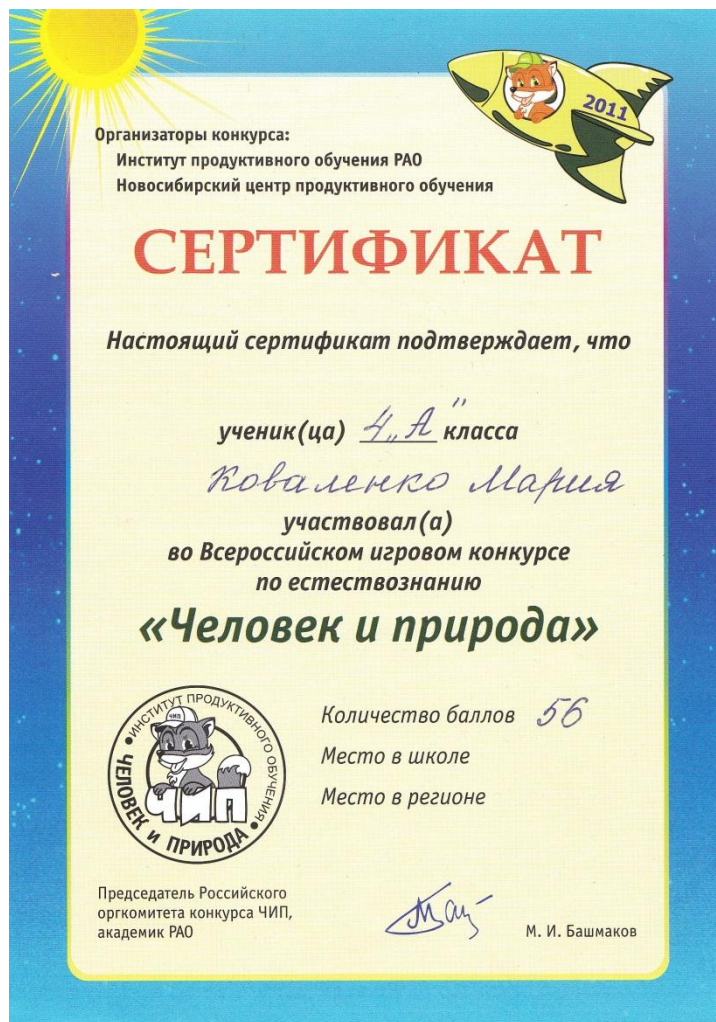 2011
Организаторы конкурса:
Институт продуктивного обучения РАО
Новосибирский центр продуктивного обучения
СЕРТИФИКАТ
Настоящий сертификат подтверждает, что
ученик(ца) 4 „А" класса
Коваленко Мария
участвовал(а)
во Всероссийском игровом конкурсе
по естествознанию
«Человек и природа»
Количество баллов 56
Место в школе
Место в регионе
ИНСТИТУТ ПРОДУКТИВНОГО ОБУЧЕНИЯ
ЧИП
ЧИП
ЧЕЛОВЕК И ПРИРОДА
Председатель Российского
оргкомитета конкурса ЧИП,
академик РАО
М. И. Башмаков